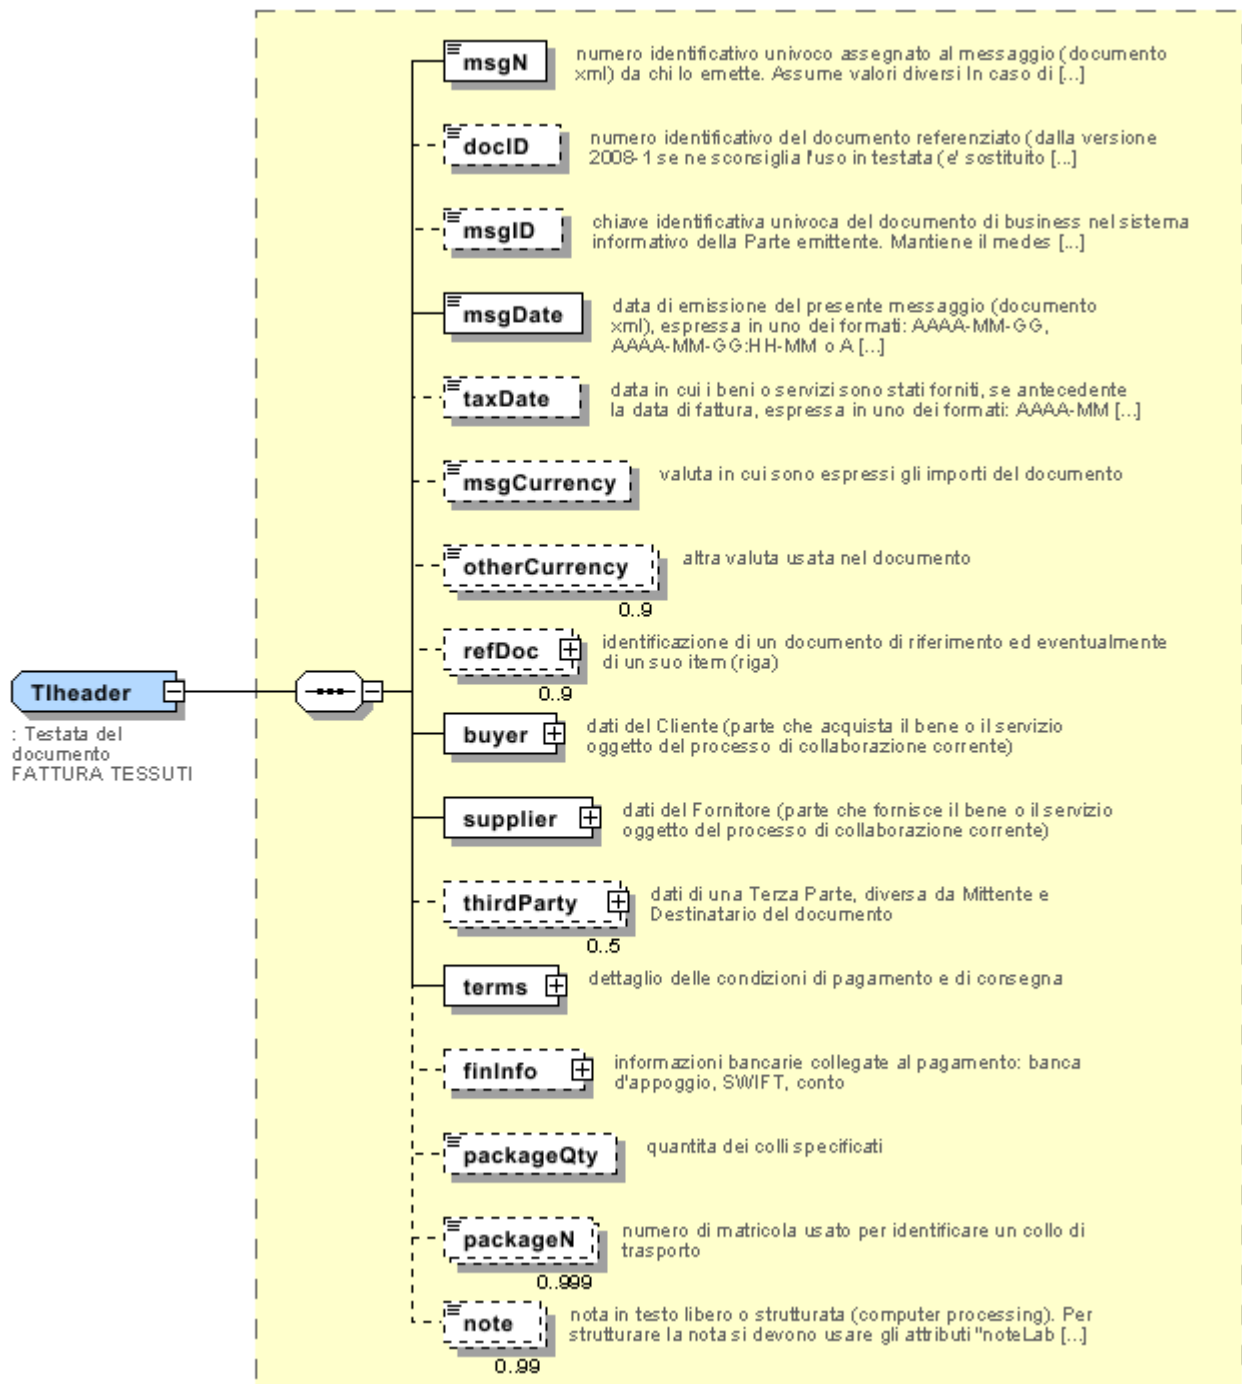 msgN
numero identificativo univoco assegnato al messaggio (documento
xml) da chi lo emette. Assume valori diversi In caso di [...]
docID
numero identificativo del documento referenziato (dalla versione
2008-1 se ne sconsiglia l'uso in testata (e' sostituito [...]
msgID
chiave identificativa univoca del documento di business nel sistema
informativo della Parte emittente. Mantiene il medes [...]
msgDate
data di emissione del presente messaggio (documento
xml), espressa in uno dei formati: AAAA-MM-GG,
AAAA-MM-GG:HH-MM o A [...]
taxDate
data in cui i beni o servizi sono stati forniti, se antecedente
la data di fattura, espressa in uno dei formati: AAAA-MM [...]
msgCurrency
valuta in cui sono espressi gli importi del documento
otherCurrency
altra valuta usata nel documento
0..9
refDoc
identificazione di un documento di riferimento ed eventualmente
di un suo item (riga)
0..9
TIheader
: Testata del
documento
FATTURA TESSUTI
buyer
dati del Cliente (parte che acquista il bene o il servizio
oggetto del processo di collaborazione corrente)
supplier
dati del Fornitore (parte che fornisce il bene o il servizio
oggetto del processo di collaborazione corrente)
thirdParty
dati di una Terza Parte, diversa da Mittente e
Destinatario del documento
0..5
terms
dettaglio delle condizioni di pagamento e di consegna
finInfo
informazioni bancarie collegate al pagamento: banca
d'appoggio, SWIFT, conto
packageQty
quantita dei colli specificati
packageN
numero di matricola usato per identificare un collo di
trasporto
0..999
note
nota in testo libero o strutturata (computer processing). Per
strutturare la nota si devono usare gli attributi "noteLab [...]
0..99